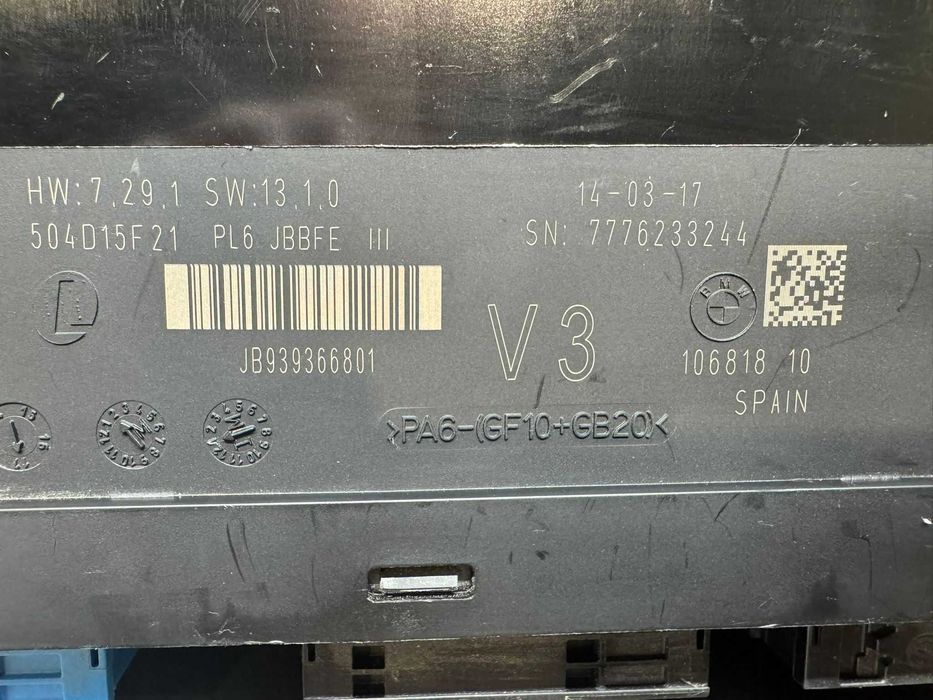 HW:7,29,1 SW:13,1,0
14-03-17
504D15F21 PL6 JBBFE III
SN: 7776233244
L
BMW
JB939366801
V3
106818 10
SPAIN
>PA6-(GF10+GB20)<